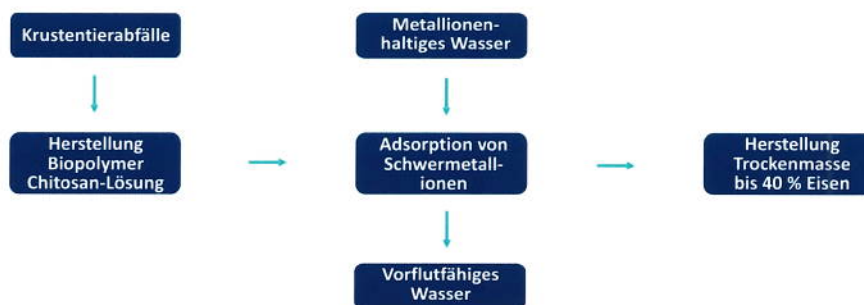 Krustentierabfälle
Metallionen-
haltiges Wasser
Herstellung
Biopolymer
Chitosan-Lösung
Adsorption von
Schwermetall-
ionen
Herstellung
Trockenmasse
bis 40 % Eisen
Vorflutfähiges
Wasser